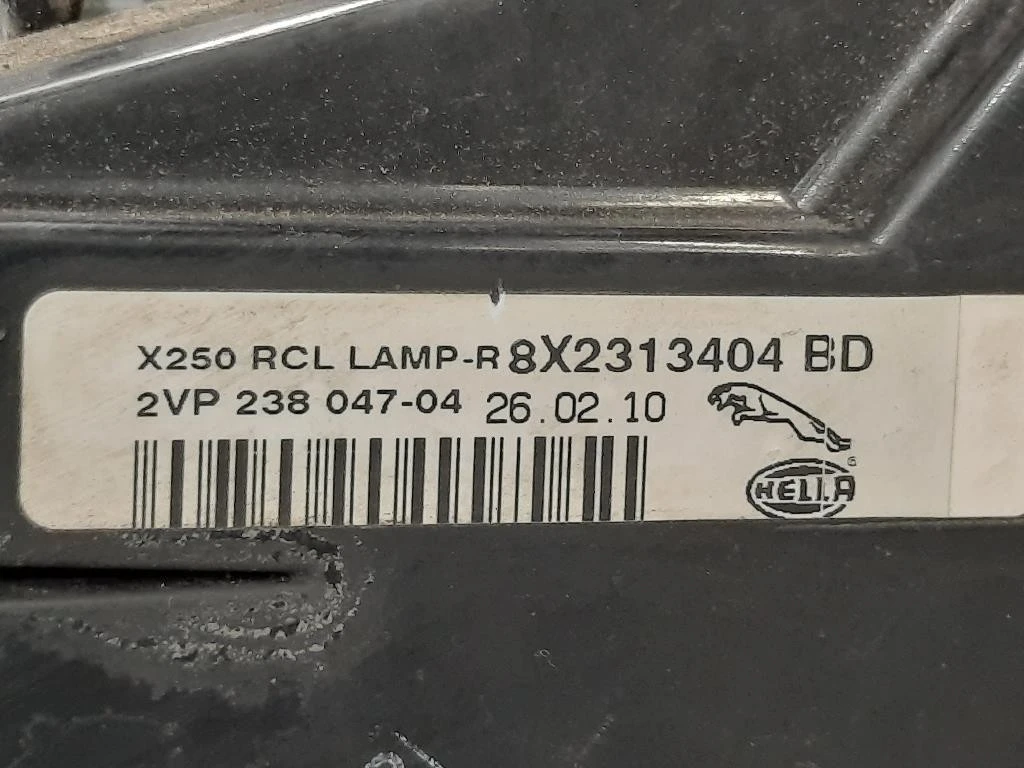 X250 RCL LAMP-R 8X2313404 BD
2VP 238 047-04 26.02.10
HELLA